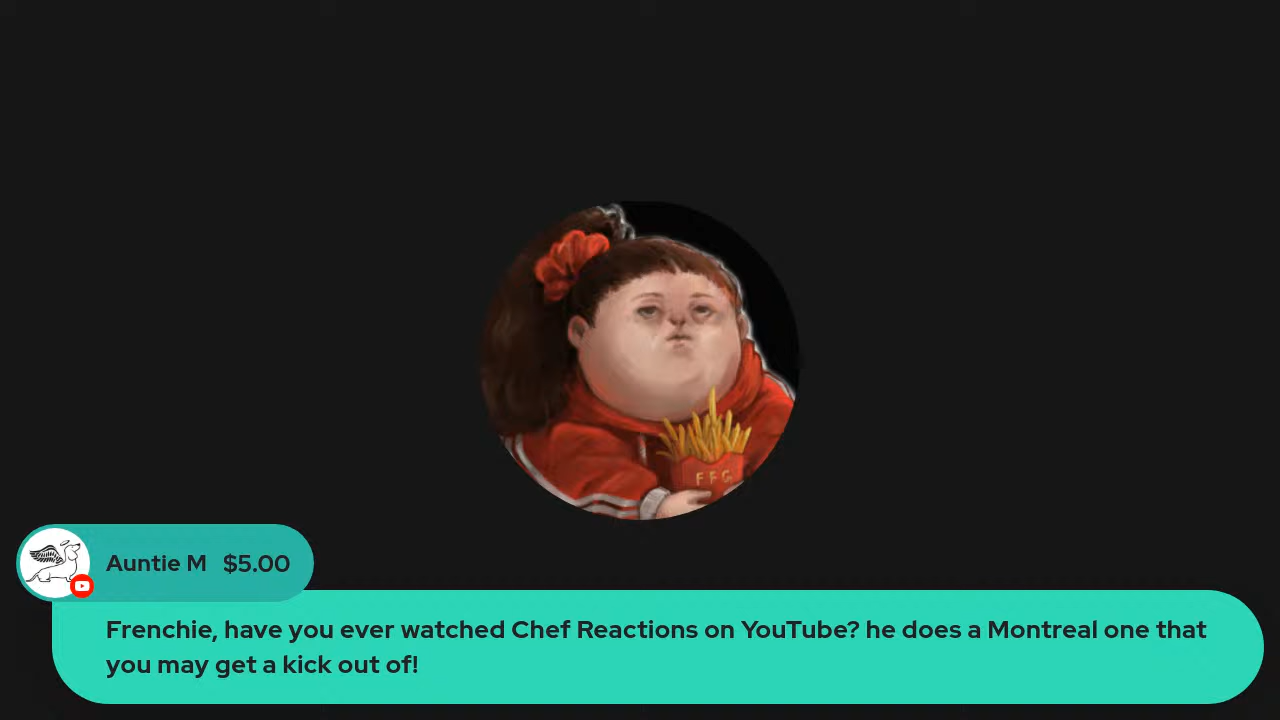 FFG
Auntie M $5.00
Frenchie, have you ever watched Chef Reactions on YouTube? he does a Montreal one that
you may get a kick out of!